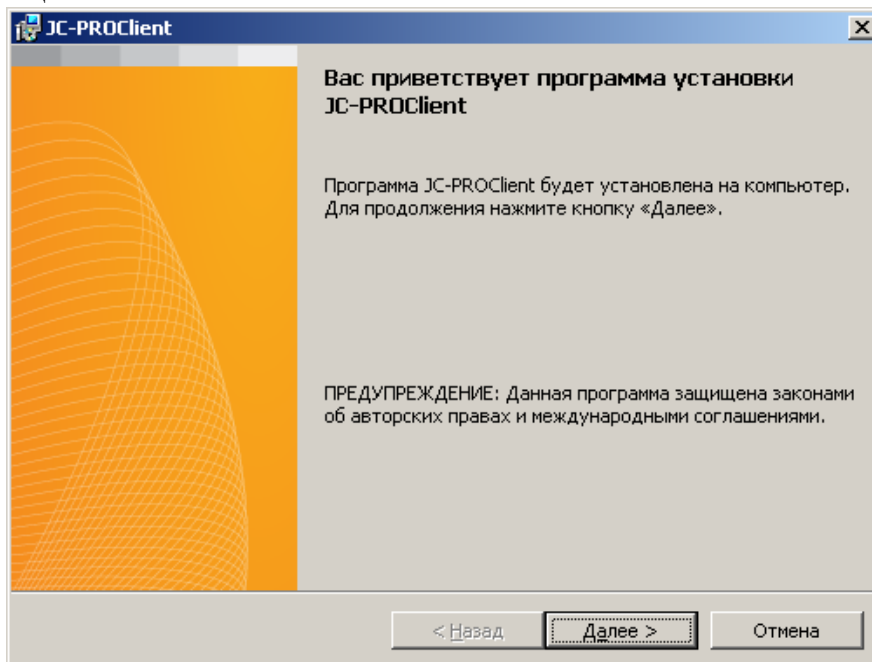 JC-PROClient
Вас приветствует программа установки
JC-PROClient
Программа JC-PROClient будет установлена на компьютер.
Для продолжения нажмите кнопку «Далее».
ПРЕДУПРЕЖДЕНИЕ: Данная программа защищена законами
об авторских правах и международными соглашениями.
< Назад Далее > Отмена